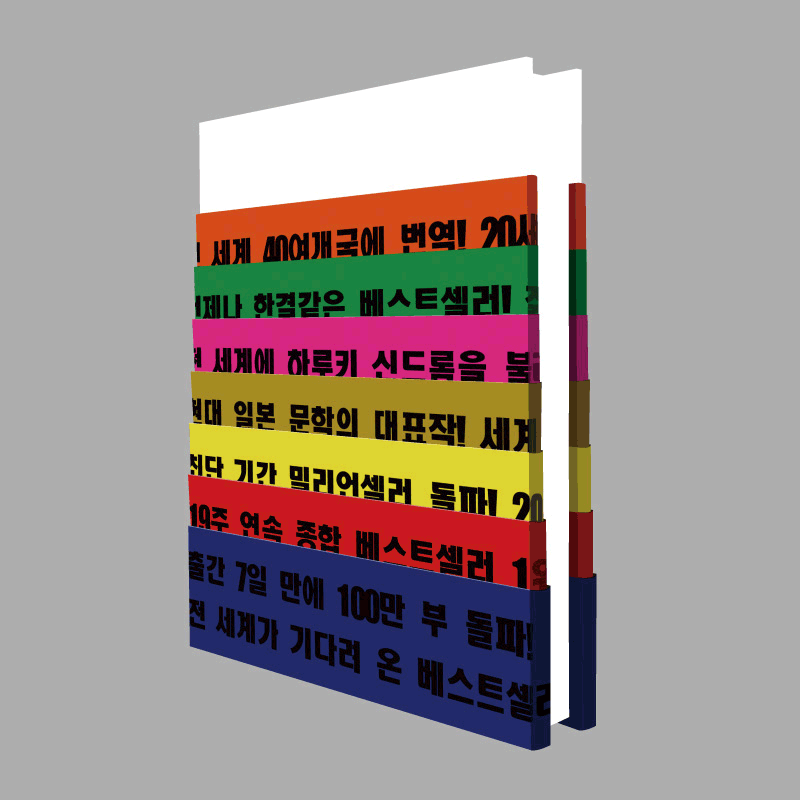 세계 40여개국에 번역! 20세
언제나 한결같은 베스트셀러!
세계에 하루키 신드롬을 불
현대 일본 문학의 대표작! 세계
최단 기간 밀리언셀러 돌파! 20
19주 연속 종합 베스트셀러 1위
출간 7일 만에 100만 부 돌파!
전 세계가 기다려 온 베스트셀러